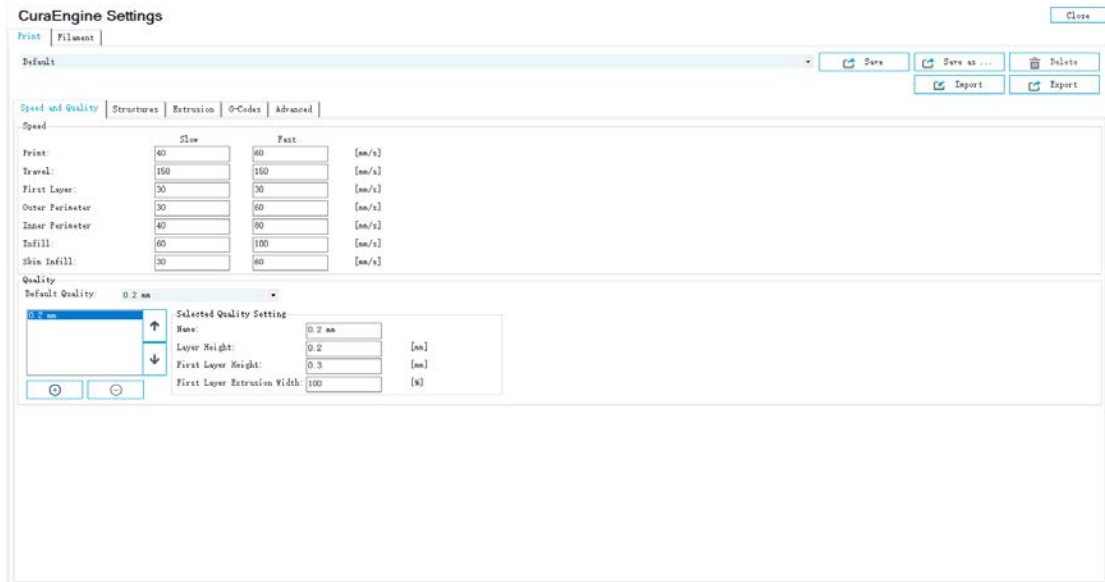 CuraEngine Settings
Close
Print Filament
Default
Save Save as ... Delete
Import Export
Speed and Quality Structures Extrusion G-Codes Advanced
Speed
Slow Fast
Print: 40 60 [mm/s]
Travel: 150 150 [mm/s]
First Layer: 30 30 [mm/s]
Outer Perimeter 30 60 [mm/s]
Inner Perimeter 40 80 [mm/s]
Infill: 60 100 [mm/s]
Skin Infill: 30 60 [mm/s]
Quality
Default Quality: 0.2 mm
0.2 mm
Selected Quality Setting
Name: 0.2 mm
Layer Height: 0.2 [mm]
First Layer Height: 0.3 [mm]
First Layer Extrusion Width: 100 [%]